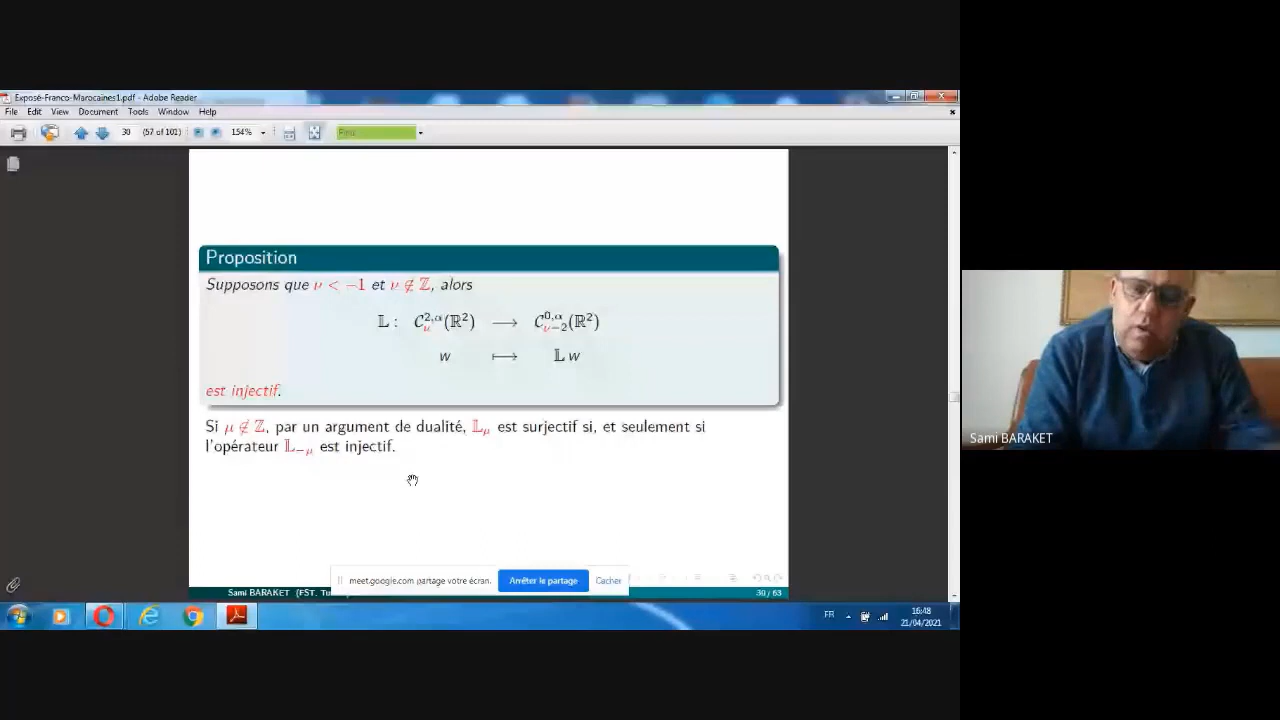 Exposé-Franco-Marocaines1.pdf - Adobe Reader
File Edit View Document Tools Window Help
30 (57 of 101) 154% Find
Proposition
Supposons que ν < −1 et ν ∉ ℤ, alors
𝕃 : 𝒞^{2,α}_ν(ℝ²) ⟶ 𝒞^{0,α}_{ν−2}(ℝ²)
w ⟼ 𝕃 w
est injectif.
Si μ ∉ ℤ, par un argument de dualité, 𝕃_μ est surjectif si, et seulement si
l'opérateur 𝕃_{−μ} est injectif.
Sami BARAKET
meet.google.com partage votre écran. Arrêter le partage Cacher
Sami BARAKET (FST. 30 / 63
FR 16:48
21/04/2021